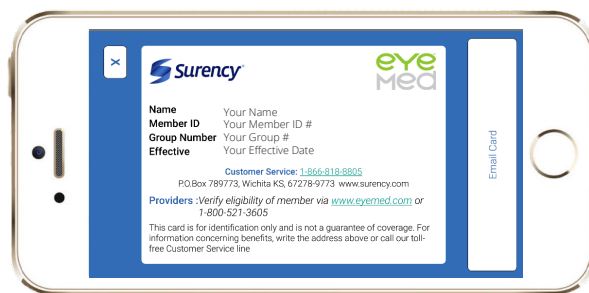 x
Surency
eye
med
Name Your Name
Member ID Your Member ID #
Group Number Your Group #
Effective Your Effective Date
Customer Service: 1-866-818-8805
P.O.Box 789773, Wichita KS, 67278-9773 www.surency.com
Providers :Verify eligibility of member via www.eyemed.com or
1-800-521-3605
This card is for identification only and is not a guarantee of coverage. For
information concerning benefits, write the address above or call our toll-
free Customer Service line
Email Card